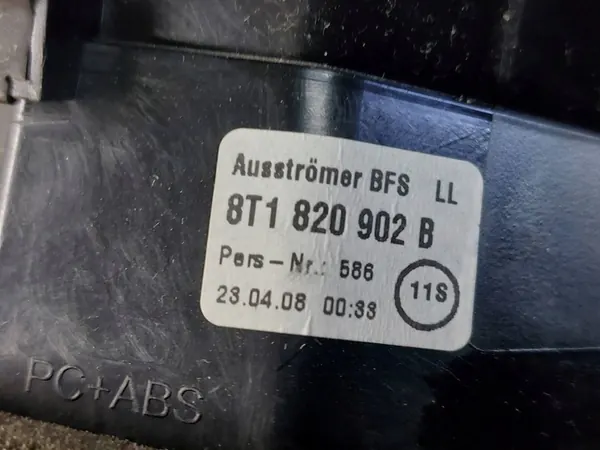 Ausströmer BFS LL
8T1 820 902 B
Pers-Nr.: 586
11S
23.04.08 00:33
PC+ABS